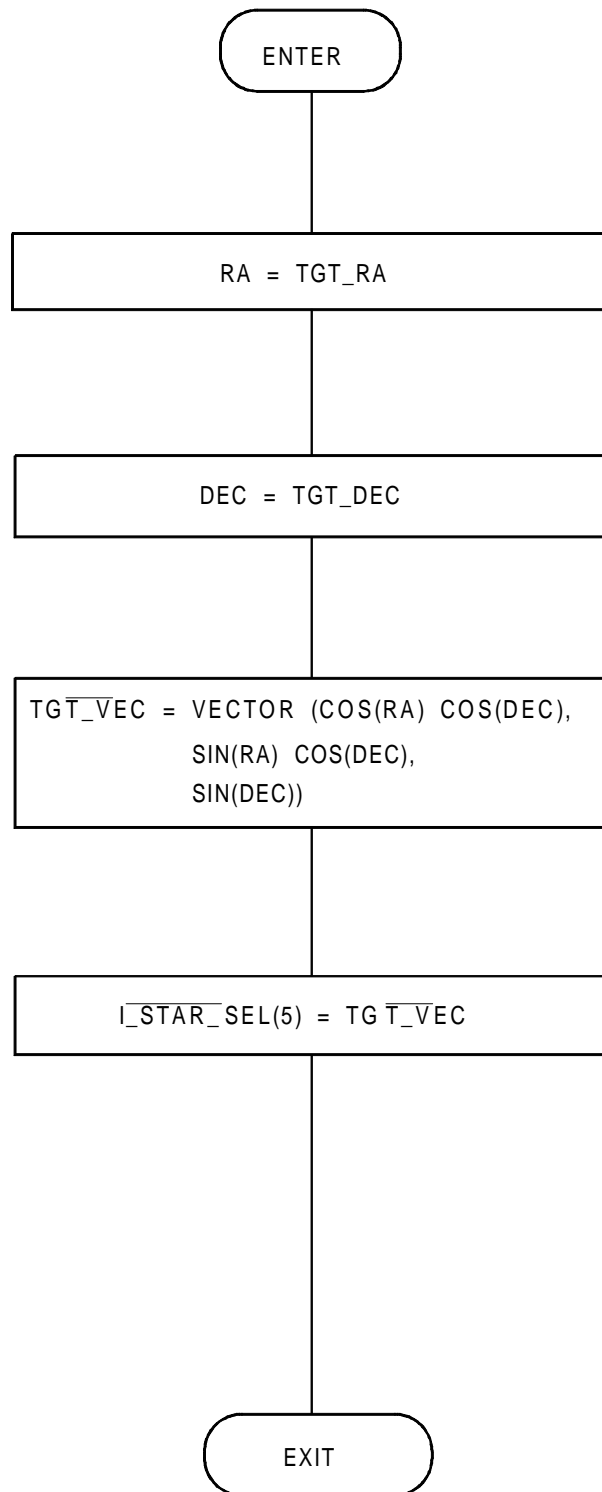 ENTER
RA = TGT_RA
DEC = TGT_DEC
TGT_VEC = VECTOR (COS(RA) COS(DEC),
SIN(RA) COS(DEC),
SIN(DEC))
I_STAR_SEL(5) = TGT_VEC
EXIT